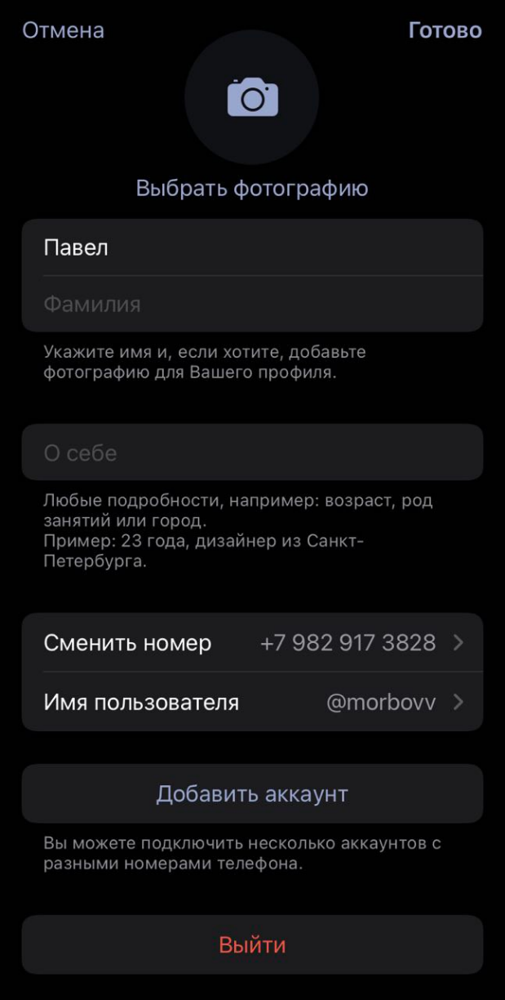 Отмена
Готово
Выбрать фотографию
Павел
Фамилия
Укажите имя и, если хотите, добавьте
фотографию для Вашего профиля.
О себе
Любые подробности, например: возраст, род
занятий или город.
Пример: 23 года, дизайнер из Санкт-
Петербурга.
Сменить номер +7 982 917 3828
Имя пользователя @morbovv
Добавить аккаунт
Вы можете подключить несколько аккаунтов с
разными номерами телефона.
Выйти